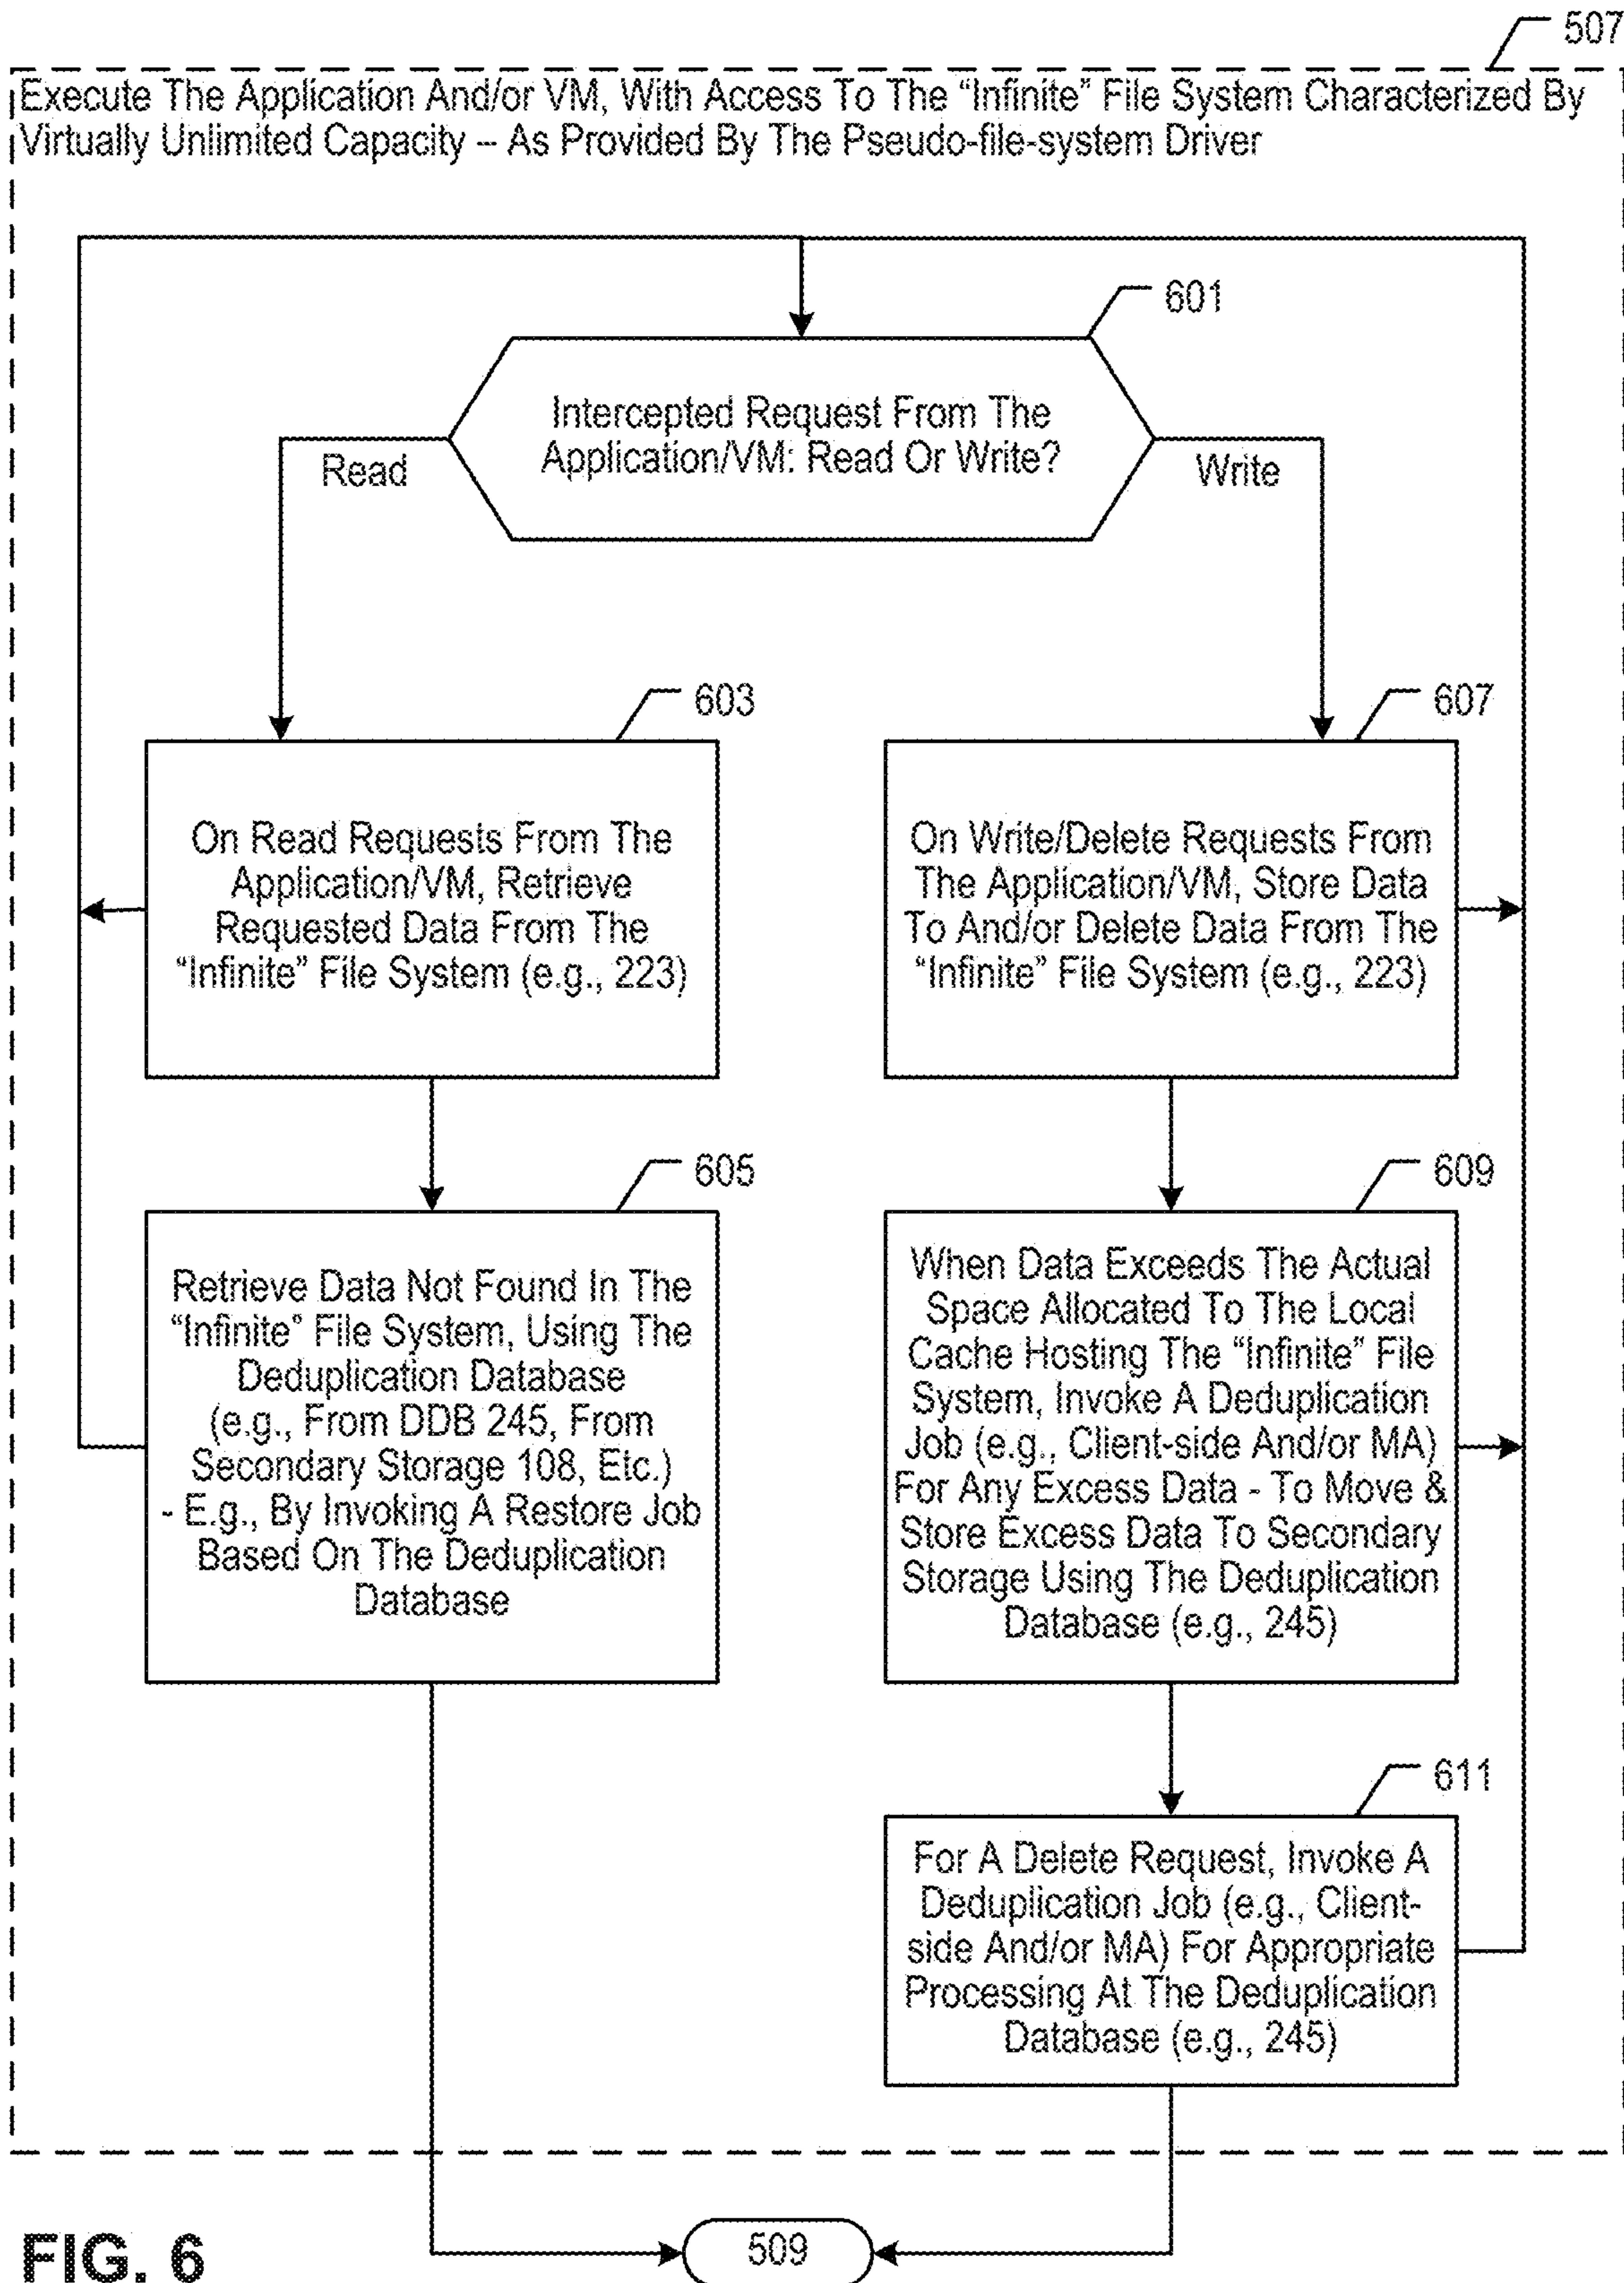 507
Execute The Application And/or VM, With Access To The “Infinite” File System Characterized By
Virtually Unlimited Capacity – As Provided By The Pseudo-file-system Driver
601
Intercepted Request From The
Application/VM: Read Or Write?
Read
Write
603
On Read Requests From The
Application/VM, Retrieve
Requested Data From The
“Infinite” File System (e.g., 223)
607
On Write/Delete Requests From
The Application/VM, Store Data
To And/or Delete Data From The
“Infinite” File System (e.g., 223)
605
Retrieve Data Not Found In The
“Infinite” File System, Using The
Deduplication Database
(e.g., From DDB 245, From
Secondary Storage 108, Etc.)
- E.g., By Invoking A Restore Job
Based On The Deduplication
Database
609
When Data Exceeds The Actual
Space Allocated To The Local
Cache Hosting The “Infinite” File
System, Invoke A Deduplication
Job (e.g., Client-side And/or MA)
For Any Excess Data - To Move &
Store Excess Data To Secondary
Storage Using The Deduplication
Database (e.g., 245)
611
For A Delete Request, Invoke A
Deduplication Job (e.g., Client-
side And/or MA) For Appropriate
Processing At The Deduplication
Database (e.g., 245)
509
FIG. 6